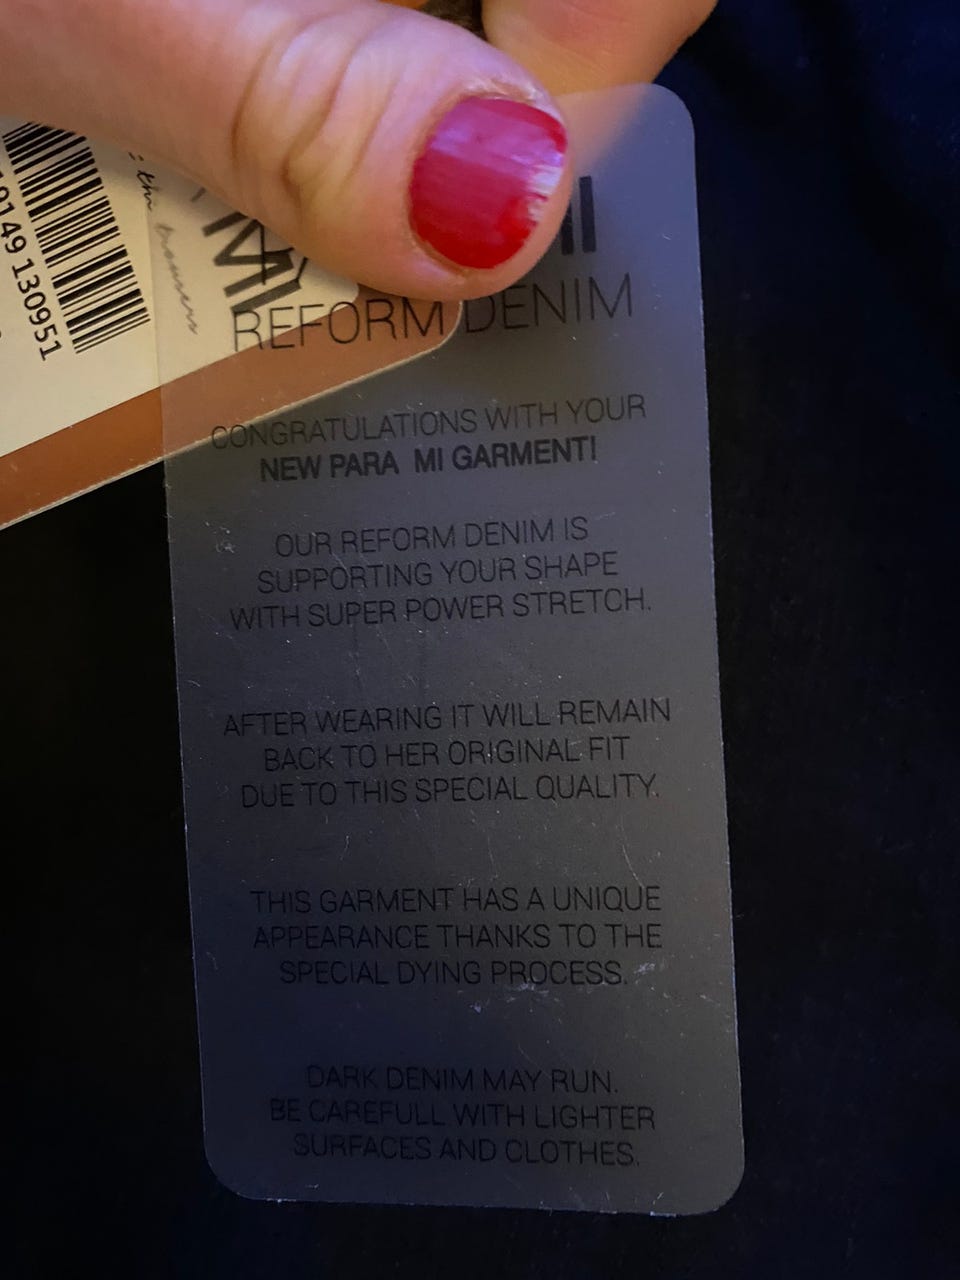 9149 130951
MI
REFORM DENIM
CONGRATULATIONS WITH YOUR
NEW PARA MI GARMENT!
OUR REFORM DENIM IS
SUPPORTING YOUR SHAPE
WITH SUPER POWER STRETCH.
AFTER WEARING IT WILL REMAIN
BACK TO HER ORIGINAL FIT
DUE TO THIS SPECIAL QUALITY.
THIS GARMENT HAS A UNIQUE
APPEARANCE THANKS TO THE
SPECIAL DYING PROCESS.
DARK DENIM MAY RUN.
BE CAREFULL WITH LIGHTER
SURFACES AND CLOTHES.